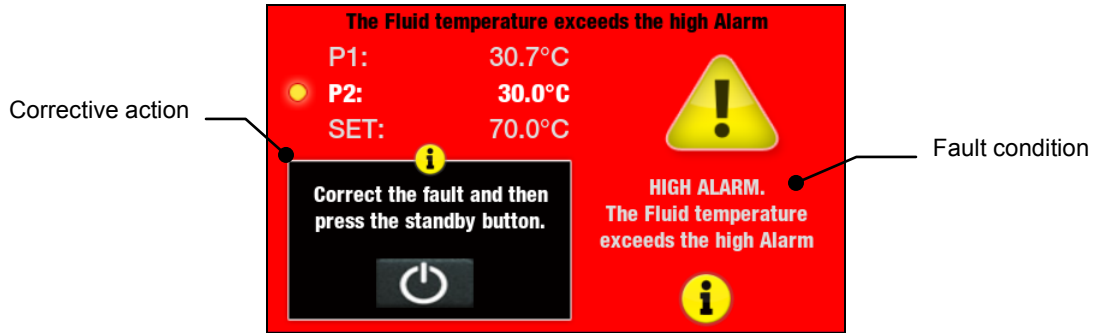 The Fluid temperature exceeds the high Alarm
P1: 30.7°C
P2: 30.0°C
SET: 70.0°C
Corrective action
i
Correct the fault and then
press the standby button.
Fault condition
!
HIGH ALARM.
The Fluid temperature
exceeds the high Alarm
i